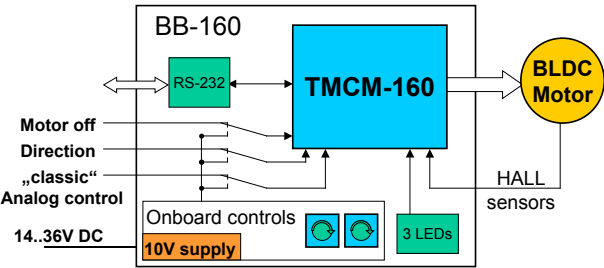 BB-160
RS-232
TMCM-160
BLDC
Motor
Motor off
Direction
„classic“
Analog control
HALL
sensors
Onboard controls
3 LEDs
14..36V DC
10V supply